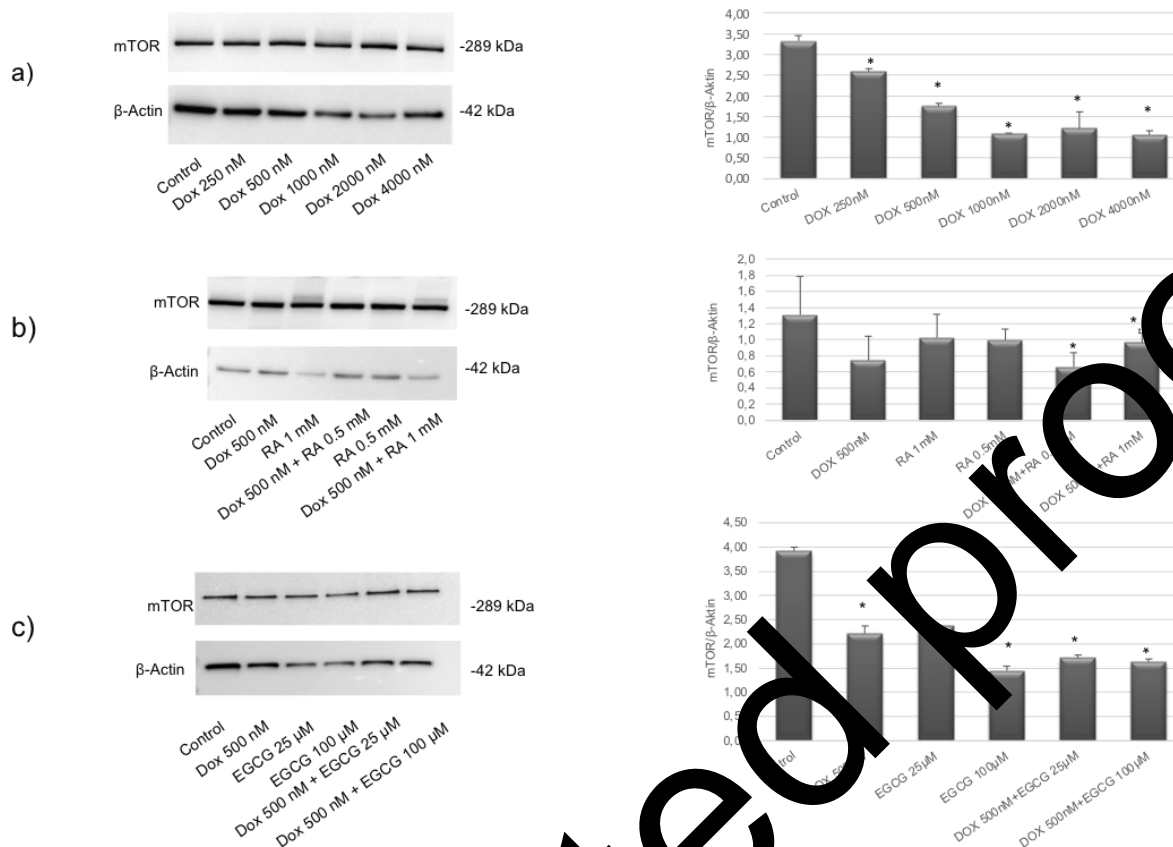 a)
mTOR
-289 kDa
β-Actin
-42 kDa
Control
Dox 250 nM
Dox 500 nM
Dox 1000 nM
Dox 2000 nM
Dox 4000 nM
4,00
3,50
3,00
2,50
2,00
1,50
1,00
0,50
0,00
mTOR/β-Aktin
*
*
*
*
*
Control
DOX 250nM
DOX 500nM
DOX 1000nM
DOX 2000nM
DOX 4000nM
b)
mTOR
-289 kDa
β-Actin
-42 kDa
Control
Dox 500 nM
RA 1 mM
Dox 500 nM + RA 0.5 mM
RA 0.5 mM
Dox 500 nM + RA 1 mM
2,0
1,8
1,6
1,4
1,2
1,0
0,8
0,6
0,4
0,2
0,0
mTOR/β-Aktin
*
*
Control
DOX 500nM
RA 1mM
RA 0.5mM
DOX
+RA
DOX
+RA 1mM
c)
mTOR
-289 kDa
β-Actin
-42 kDa
Control
Dox 500 nM
EGCG 25 µM
EGCG 100 µM
Dox 500 nM + EGCG 25 µM
Dox 500 nM + EGCG 100 µM
4,50
4,00
3,50
3,00
2,50
2,00
1,50
1,00
mTOR/β-Aktin
*
*
*
*
EGCG 25µM
EGCG 100µM
DOX 500nM+EGCG 25µM
DOX 500nM+EGCG 100µM
ted pro